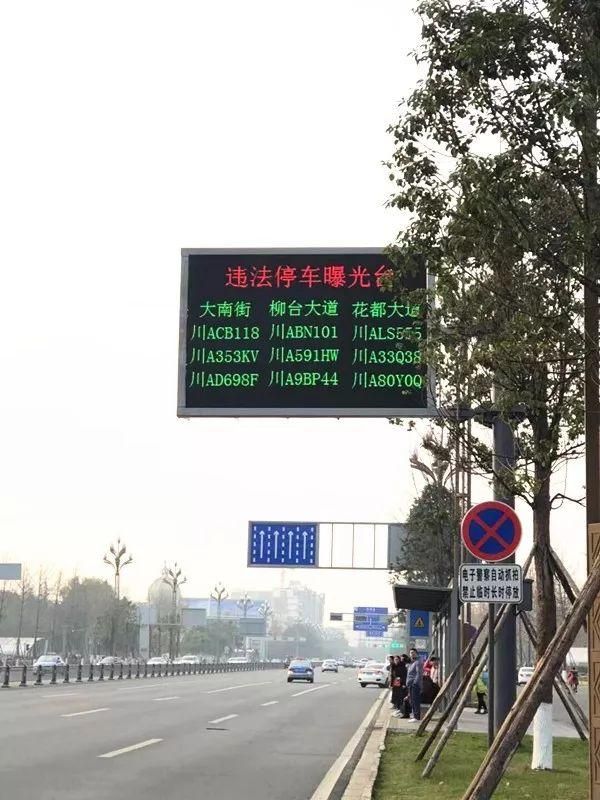 违法停车曝光台
大南街 柳台大道 花都大道
川ACB118 川ABN101 川ALS555
川A353KV 川A591HW 川A33Q38
川AD698F 川A9BP44 川A80Y0Q
电子警察自动抓拍
禁止临时长时停放